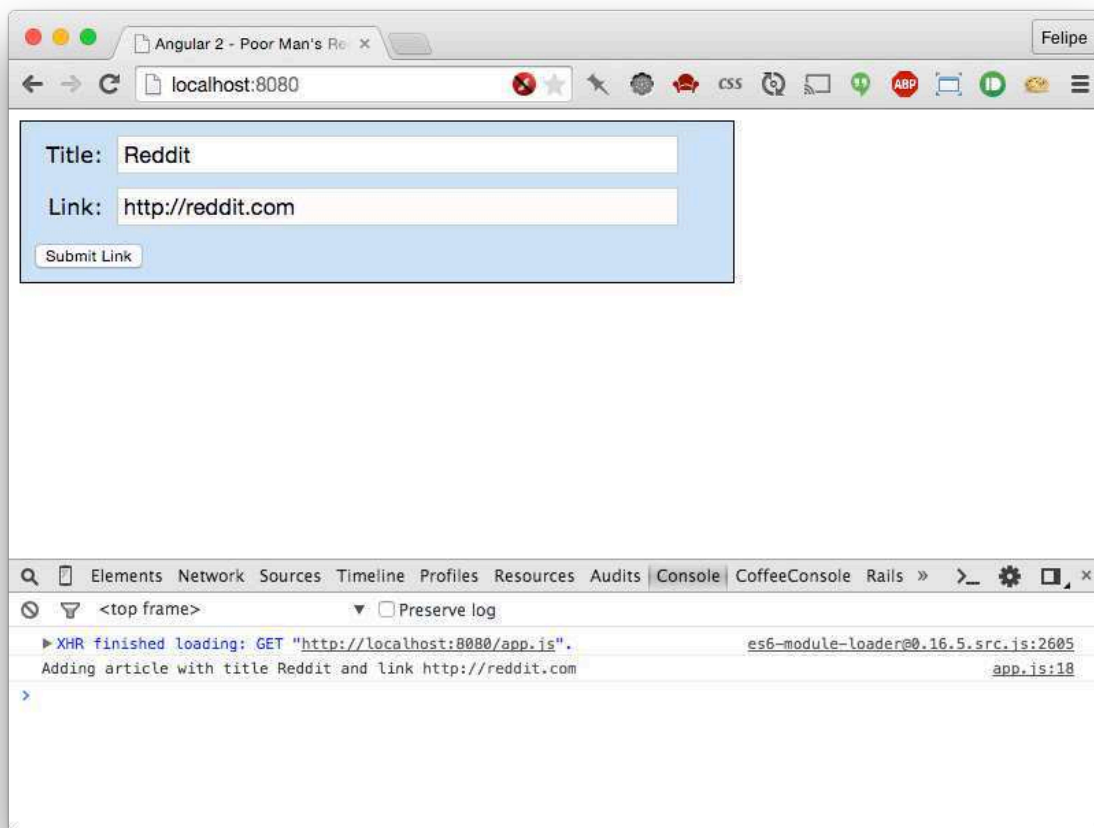 Angular 2 - Poor Man's Re
Felipe
localhost:8080
css
ABP
Title: Reddit
Link: http://reddit.com
Submit Link
Elements Network Sources Timeline Profiles Resources Audits Console CoffeeConsole Rails »
<top frame> Preserve log
XHR finished loading: GET "http://localhost:8080/app.js". es6-module-loader@0.16.5.src.js:2605
Adding article with title Reddit and link http://reddit.com app.js:18